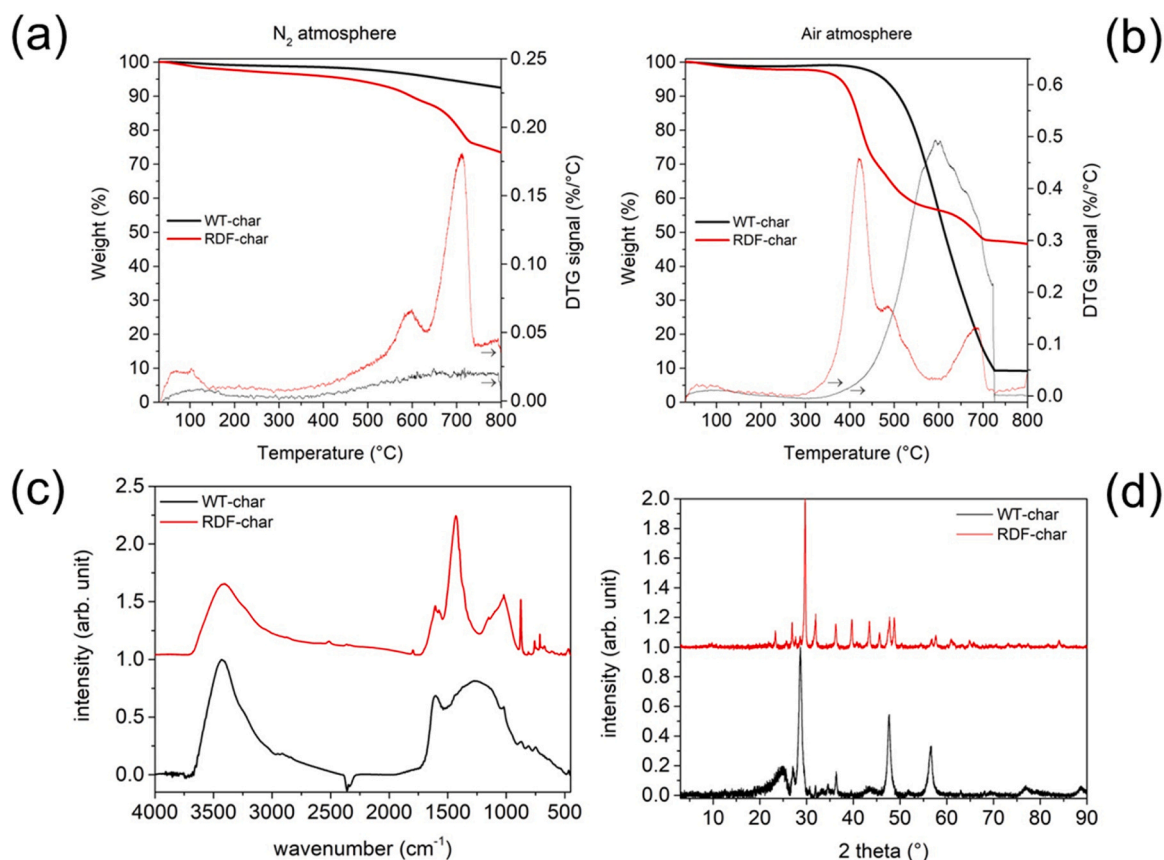 (a)
N₂ atmosphere
100
90
80
70
60
50
40
30
20
10
0
Weight (%)
WT-char
RDF-char
0.25
0.20
0.15
0.10
0.05
0.00
DTG signal (%/°C)
100 200 300 400 500 600 700 800
Temperature (°C)
(b)
Air atmosphere
100
90
80
70
60
50
40
30
20
10
0
Weight (%)
WT-char
RDF-char
0.6
0.5
0.4
0.3
0.2
0.1
0.0
DTG signal (%/°C)
100 200 300 400 500 600 700 800
Temperature (°C)
(c)
2.5
2.0
1.5
1.0
0.5
0.0
intensity (arb. unit)
WT-char
RDF-char
4000 3500 3000 2500 2000 1500 1000 500
wavenumber (cm⁻¹)
(d)
2.0
1.8
1.6
1.4
1.2
1.0
0.8
0.6
0.4
0.2
0.0
intensity (arb. unit)
WT-char
RDF-char
10 20 30 40 50 60 70 80 90
2 theta (°)